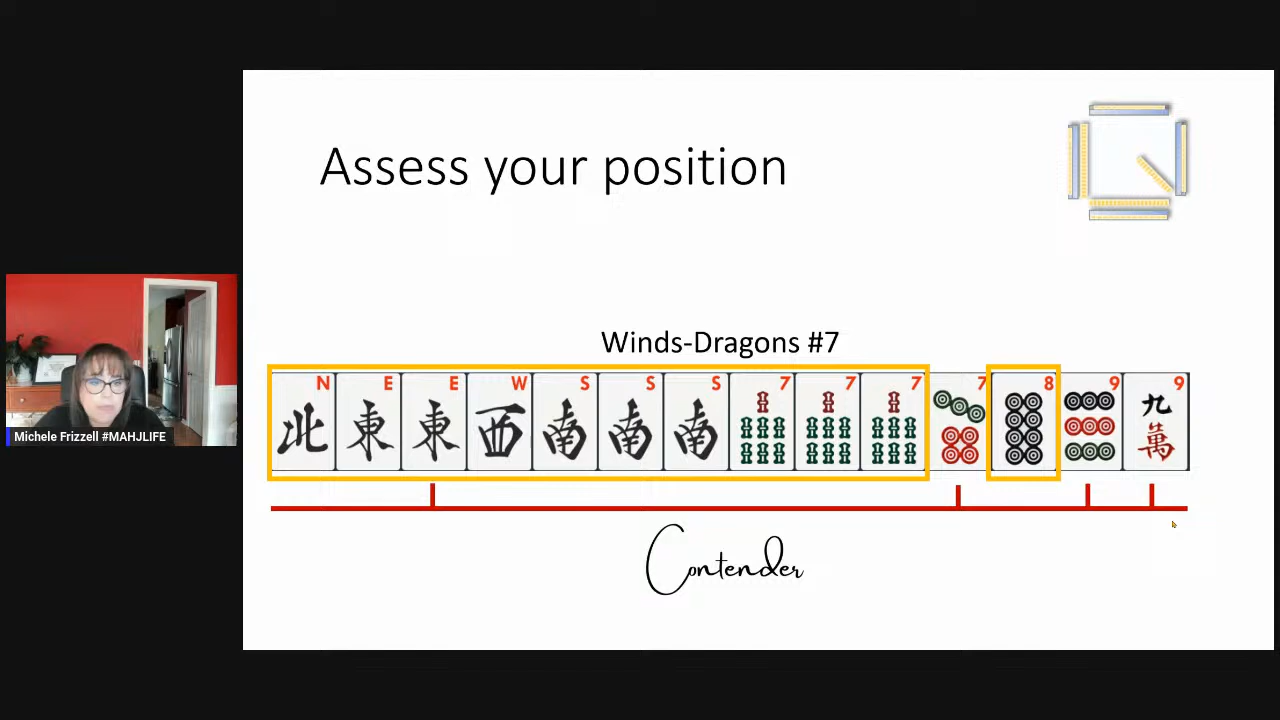 Assess your position
Winds-Dragons #7
N E E W S S S 7 7 7 7 8 9 9
北 東 東 西 南 南 南 九萬
Contender
Michele Frizzell #MAHJLIFE